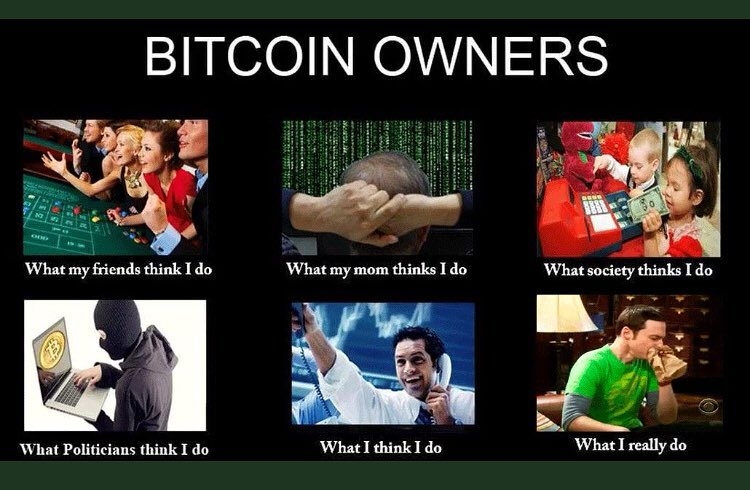 BITCOIN OWNERS
What my friends think I do
What my mom thinks I do
What society thinks I do
What Politicians think I do
What I think I do
What I really do